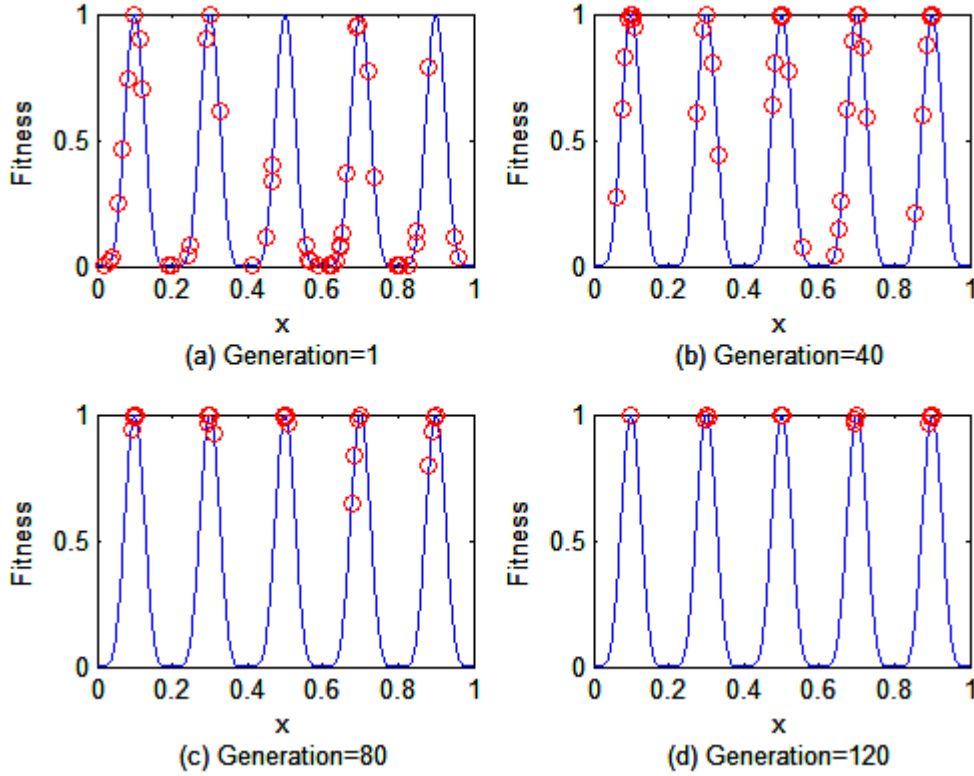 1
0.5
0
Fitness
0 0.2 0.4 0.6 0.8 1
x
(a) Generation=1
1
0.5
0
Fitness
0 0.2 0.4 0.6 0.8 1
x
(b) Generation=40
1
0.5
0
Fitness
0 0.2 0.4 0.6 0.8 1
x
(c) Generation=80
1
0.5
0
Fitness
0 0.2 0.4 0.6 0.8 1
x
(d) Generation=120